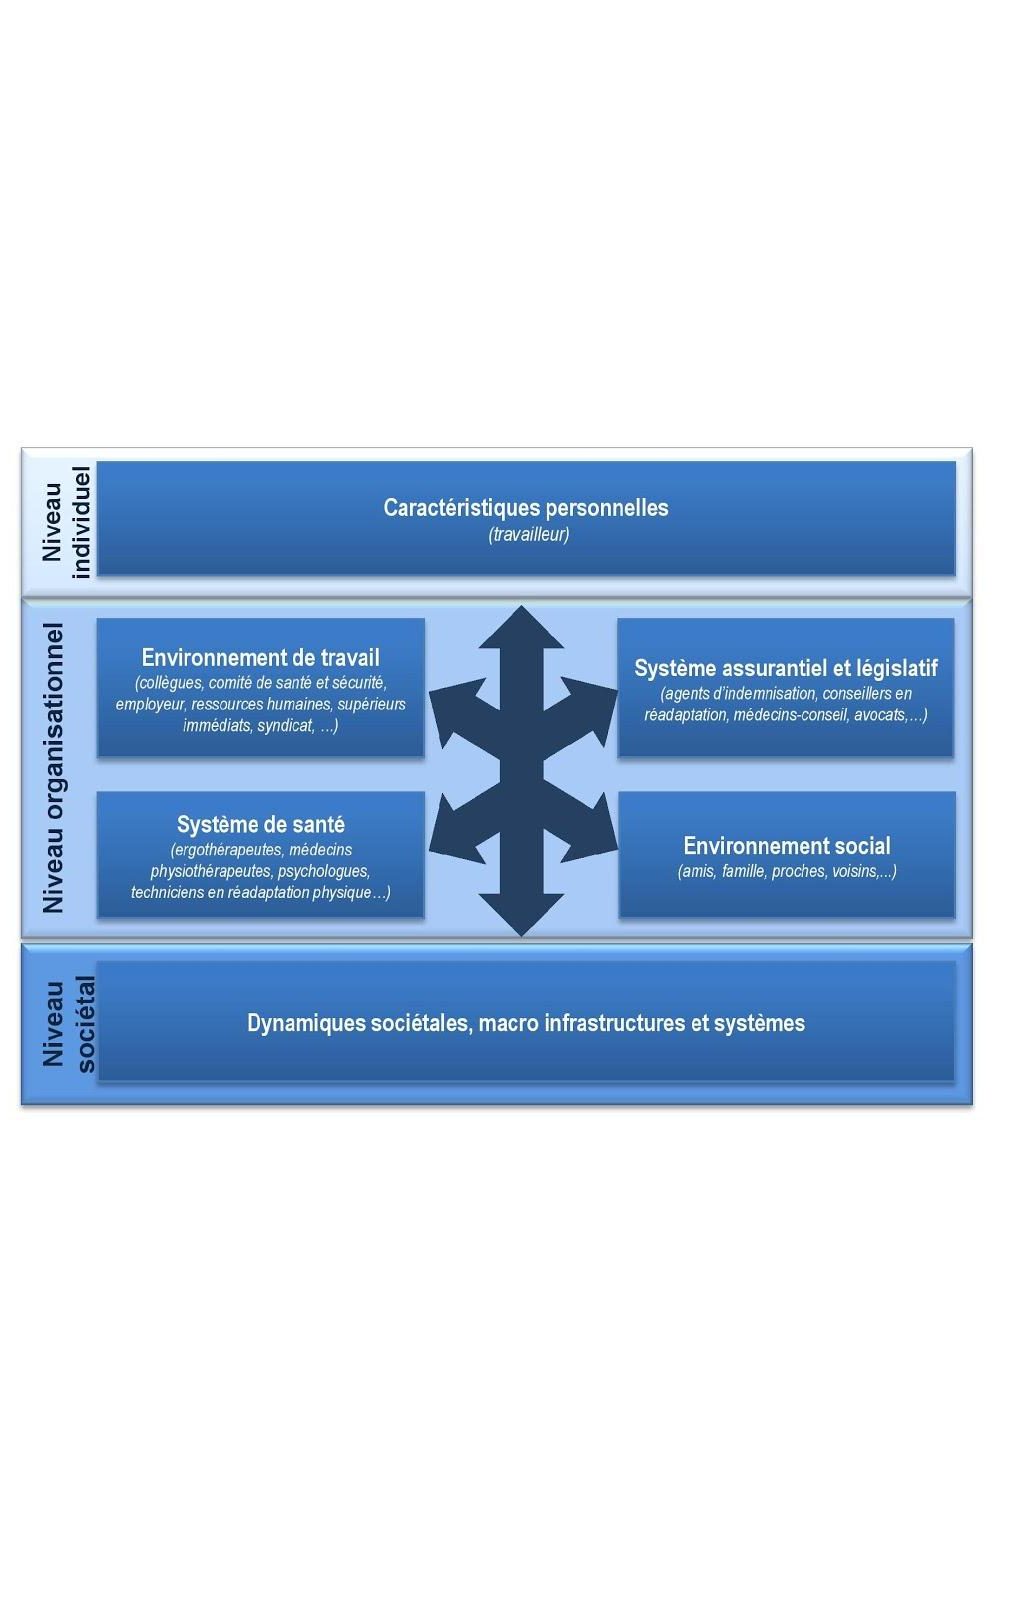 Niveau
individuel
Caractéristiques personnelles
(travailleur)
Niveau organisationnel
Environnement de travail
(collègues, comité de santé et sécurité,
employeur, ressources humaines, supérieurs
immédiats, syndicat, …)
Système assurantiel et législatif
(agents d'indemnisation, conseillers en
réadaptation, médecins-conseil, avocats,…)
Système de santé
(ergothérapeutes, médecins
physiothérapeutes, psychologues,
techniciens en réadaptation physique…)
Environnement social
(amis, famille, proches, voisins,...)
Niveau
sociétal
Dynamiques sociétales, macro infrastructures et systèmes